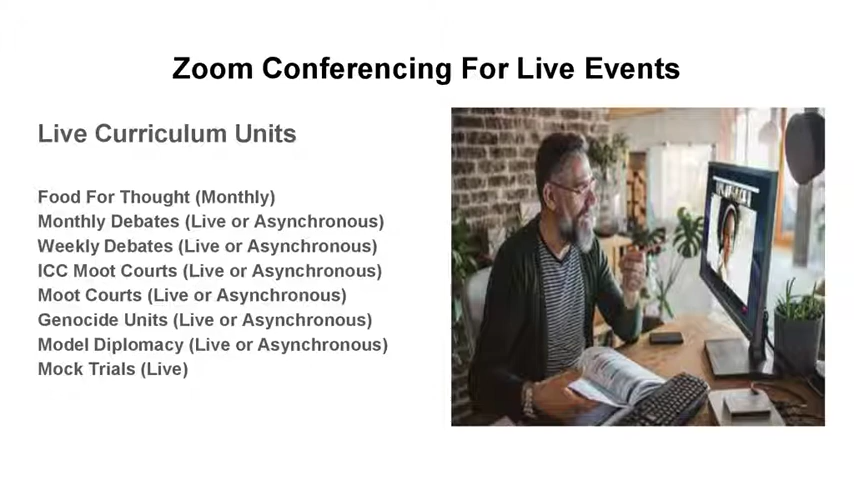 Zoom Conferencing For Live Events
Live Curriculum Units
Food For Thought (Monthly)
Monthly Debates (Live or Asynchronous)
Weekly Debates (Live or Asynchronous)
ICC Moot Courts (Live or Asynchronous)
Moot Courts (Live or Asynchronous)
Genocide Units (Live or Asynchronous)
Model Diplomacy (Live or Asynchronous)
Mock Trials (Live)